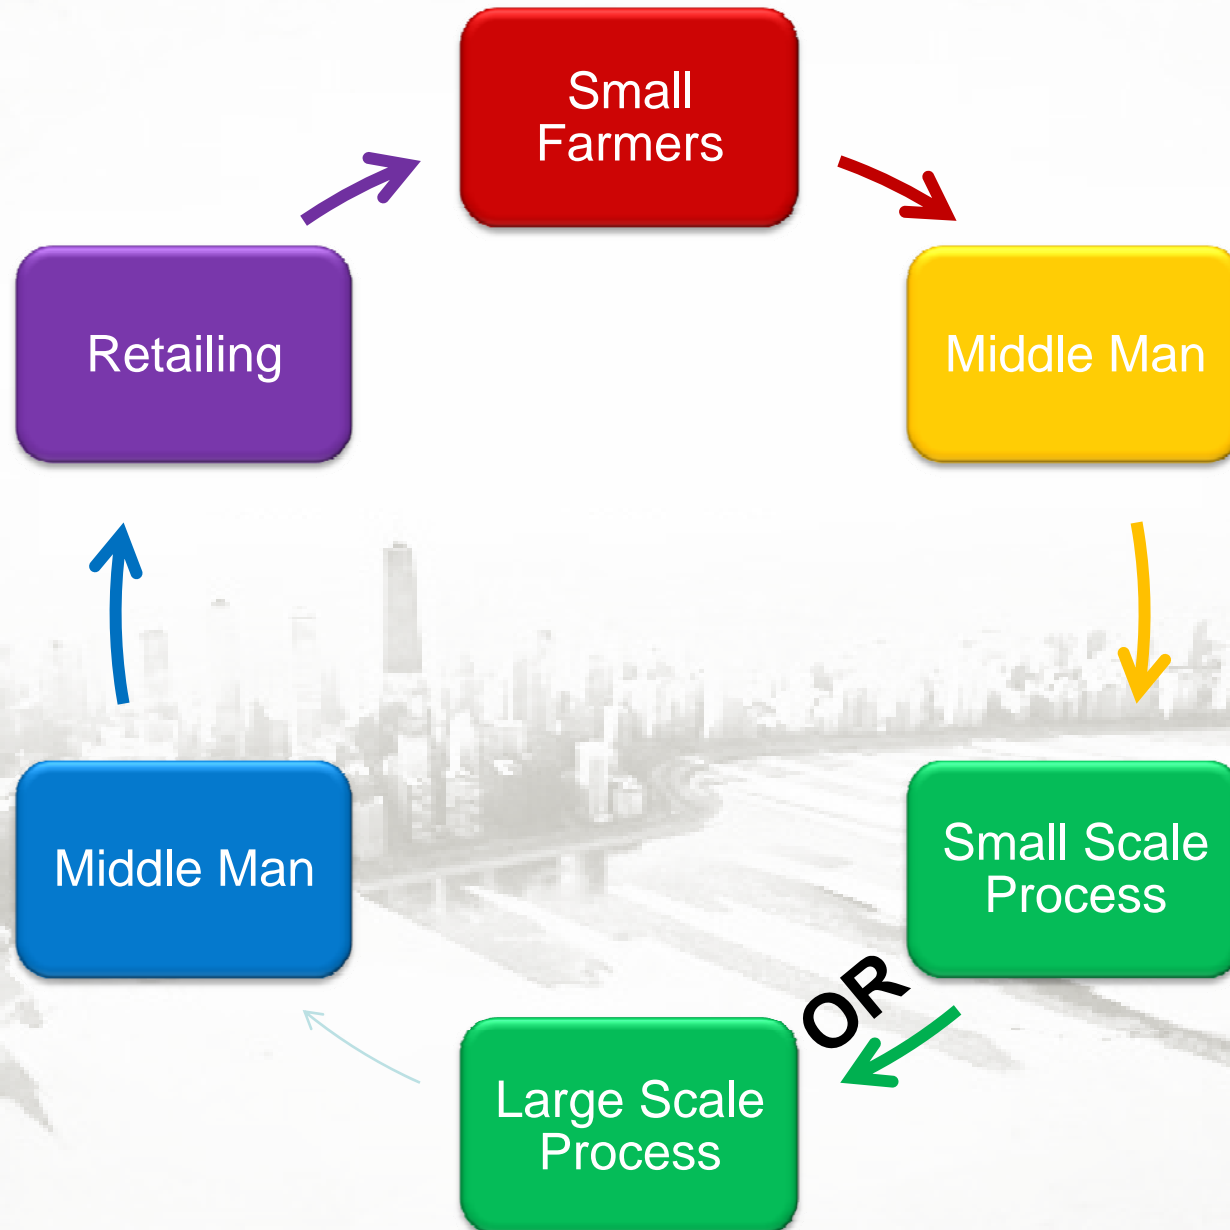 Small
Farmers
Middle Man
Small Scale
Process
OR
Large Scale
Process
Middle Man
Retailing